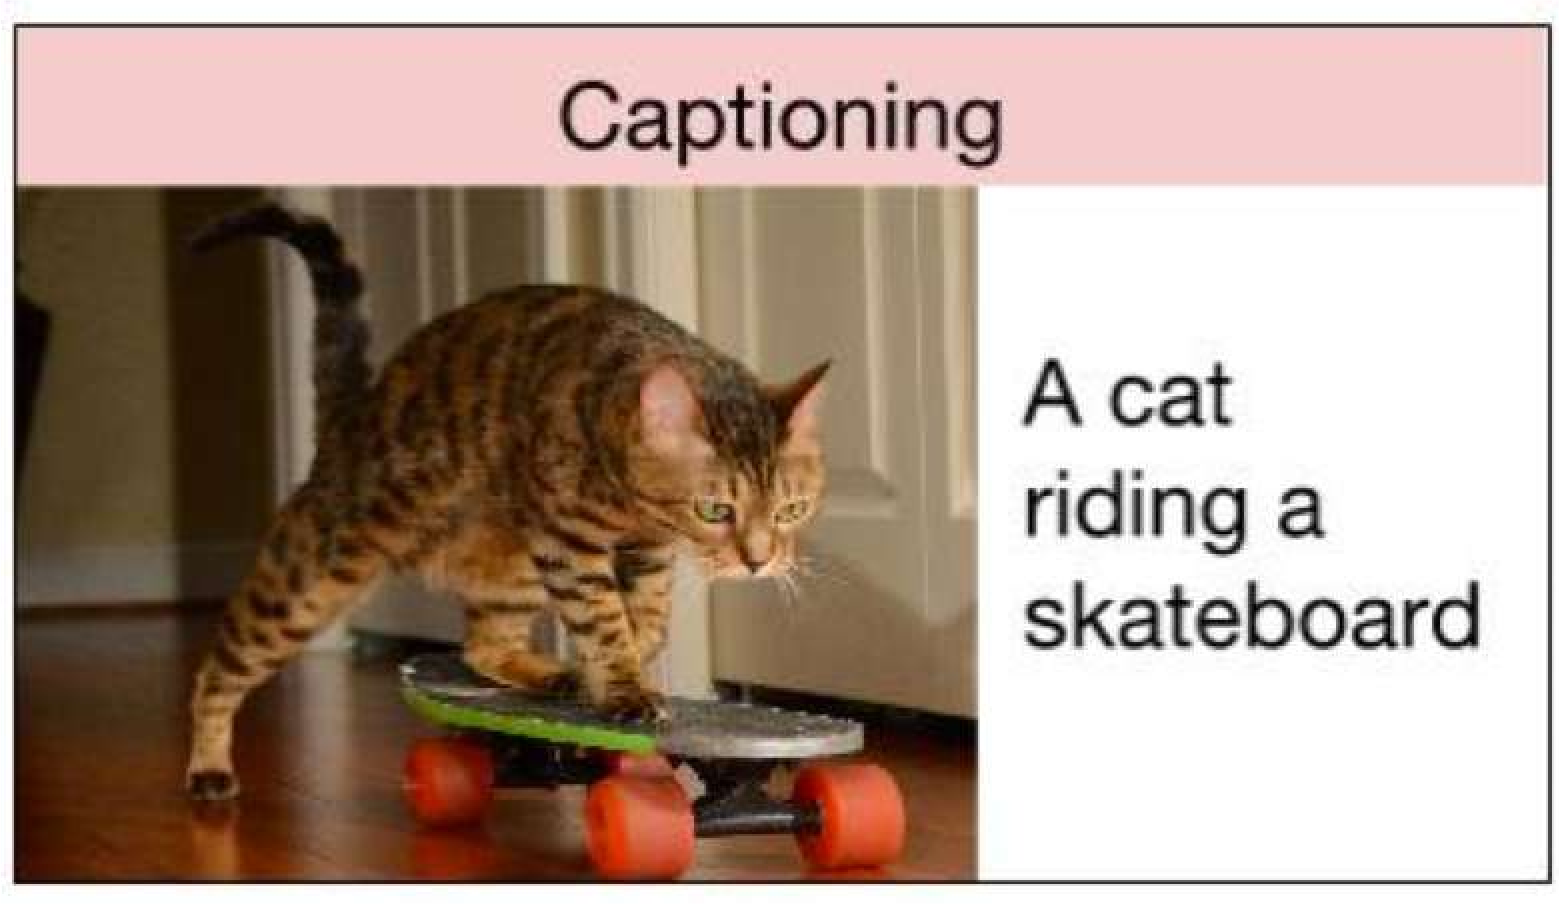 Captioning
A cat
riding a
skateboard